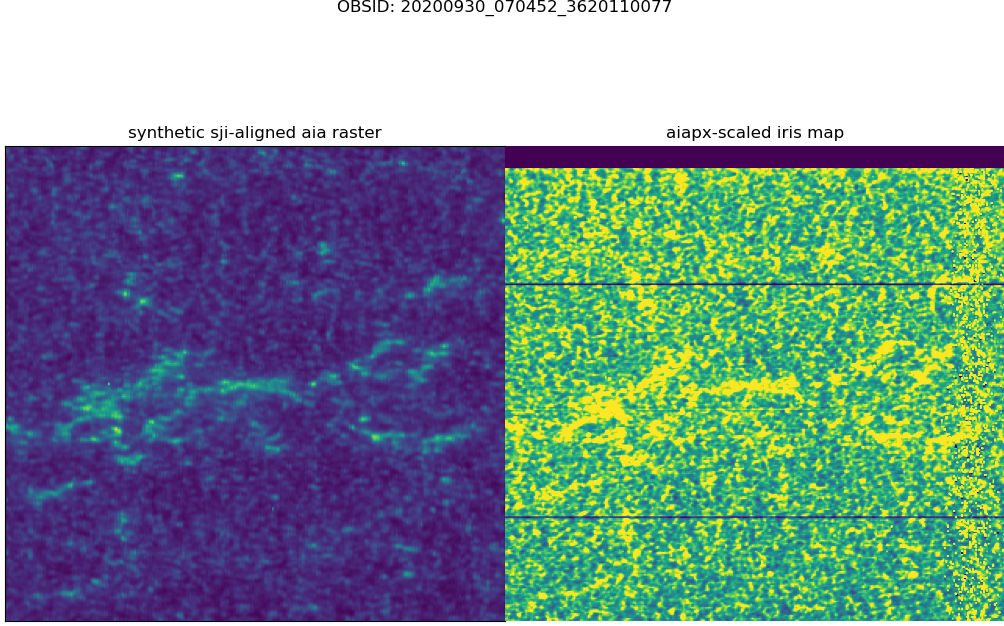 OBSID: 20200930_070452_3620110077
synthetic sji-aligned aia raster
aiapx-scaled iris map